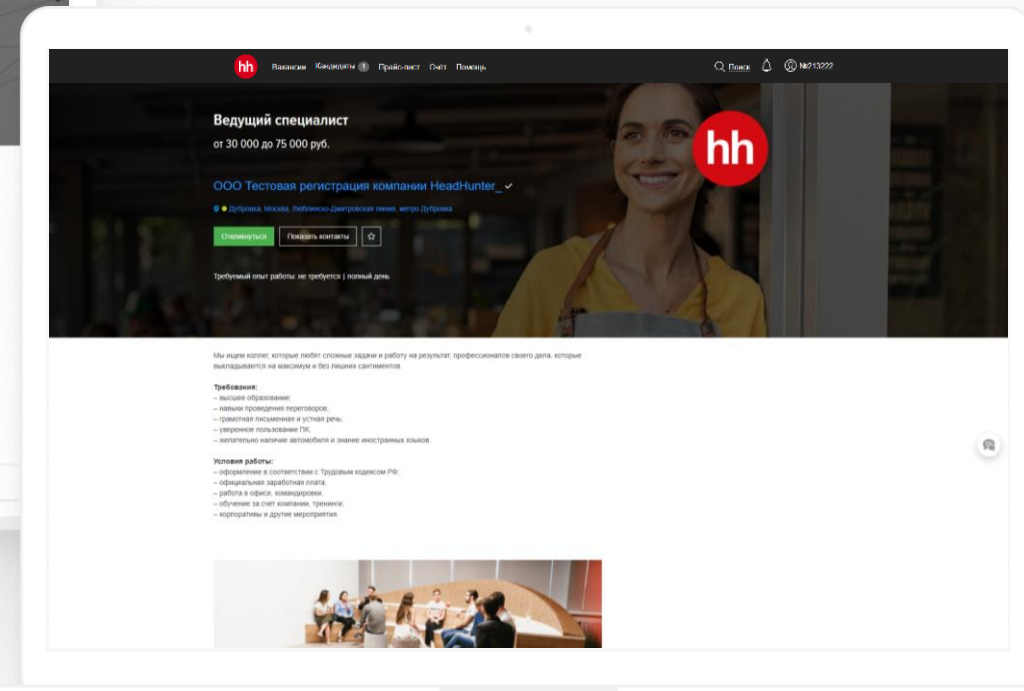 hh Вакансии Кандидаты 1 Прайс-лист Счёт Помощь Поиск №213222
Ведущий специалист
от 30 000 до 75 000 руб.
hh
ООО Тестовая регистрация компании HeadHunter_
Дубровка, Москва, Люблинско-Дмитровская линия, метро Дубровка
Откликнуться Показать контакты
Требуемый опыт работы: не требуется | полный день
Мы ищем коллег, которые любят сложные задачи и работу на результат, профессионалов своего дела, которые
выкладываются на максимум и без лишних сантиментов.
Требования:
– высшее образование;
– навыки проведения переговоров;
– грамотная письменная и устная речь;
– уверенное пользование ПК;
– желательно наличие автомобиля и знание иностранных языков.
Условия работы:
– оформление в соответствии с Трудовым кодексом РФ;
– официальная заработная плата;
– работа в офисе, командировки;
– обучение за счет компании, тренинги;
– корпоративы и другие мероприятия